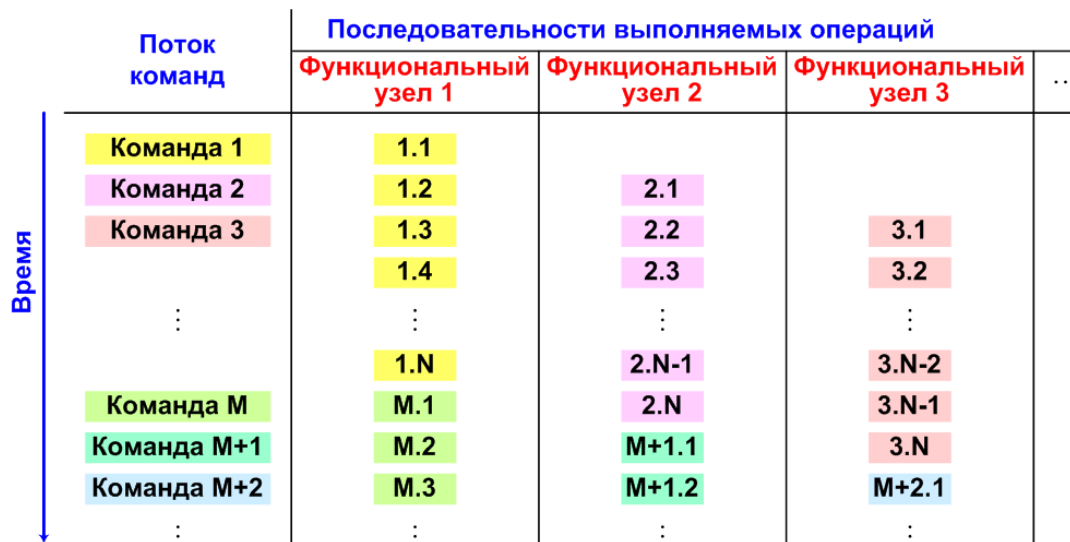 Последовательности выполняемых операций
Поток
команд
Функциональный
узел 1
Функциональный
узел 2
Функциональный
узел 3
...
Время
Команда 1 1.1
Команда 2 1.2 2.1
Команда 3 1.3 2.2 3.1
1.4 2.3 3.2
⋮ ⋮ ⋮ ⋮
1.N 2.N-1 3.N-2
Команда M M.1 2.N 3.N-1
Команда M+1 M.2 M+1.1 3.N
Команда M+2 M.3 M+1.2 M+2.1
⋮ ⋮ ⋮ ⋮